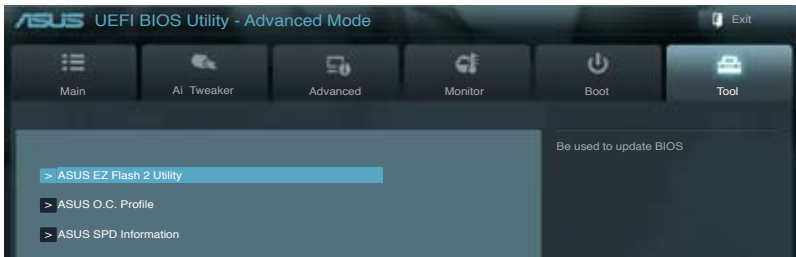 ASUS UEFI BIOS Utility - Advanced Mode
Exit
Main
Ai Tweaker
Advanced
Monitor
Boot
Tool
> ASUS EZ Flash 2 Utility
> ASUS O.C. Profile
> ASUS SPD Information
Be used to update BIOS